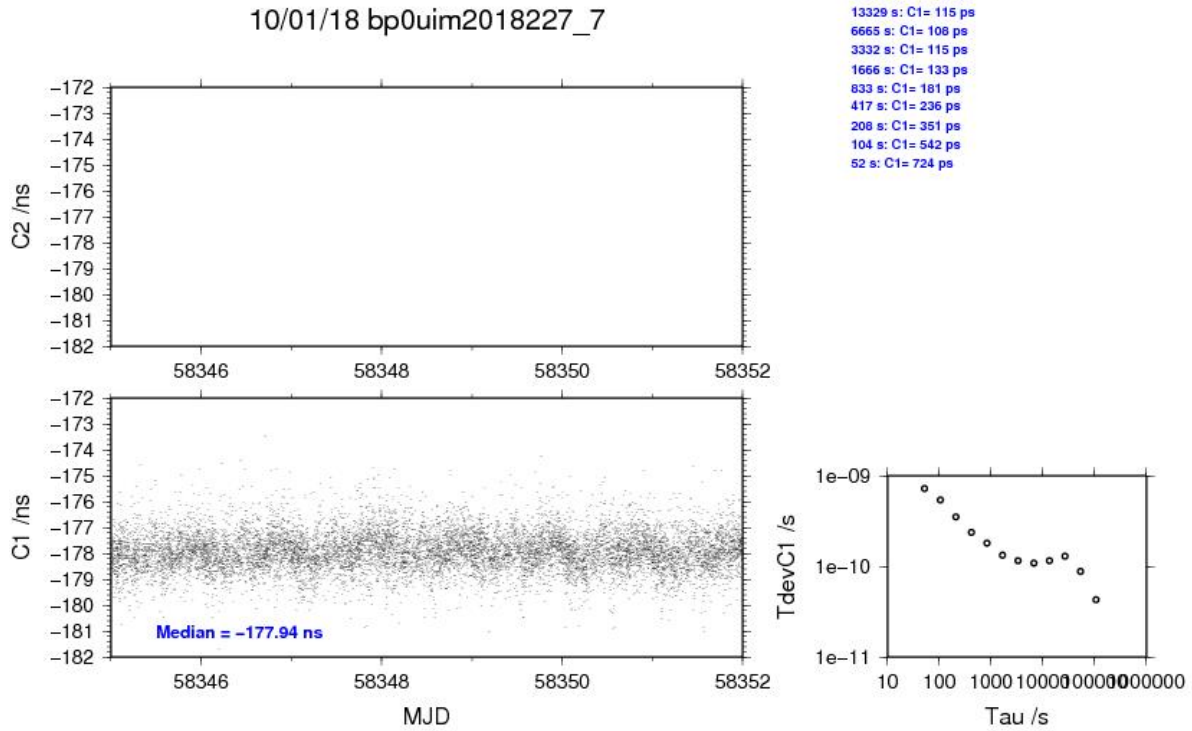 10/01/18 bp0uim2018227_7
13329 s: C1= 115 ps
6665 s: C1= 108 ps
3332 s: C1= 115 ps
1666 s: C1= 133 ps
833 s: C1= 181 ps
417 s: C1= 236 ps
208 s: C1= 351 ps
104 s: C1= 542 ps
52 s: C1= 724 ps
C2 /ns
−172
−173
−174
−175
−176
−177
−178
−179
−180
−181
−182
58346 58348 58350 58352
C1 /ns
−172
−173
−174
−175
−176
−177
−178
−179
−180
−181
−182
Median = −177.94 ns
58346 58348 58350 58352
MJD
TdevC1 /s
1e−09
1e−10
1e−11
10 100 1000 10000 100000 1000000
Tau /s